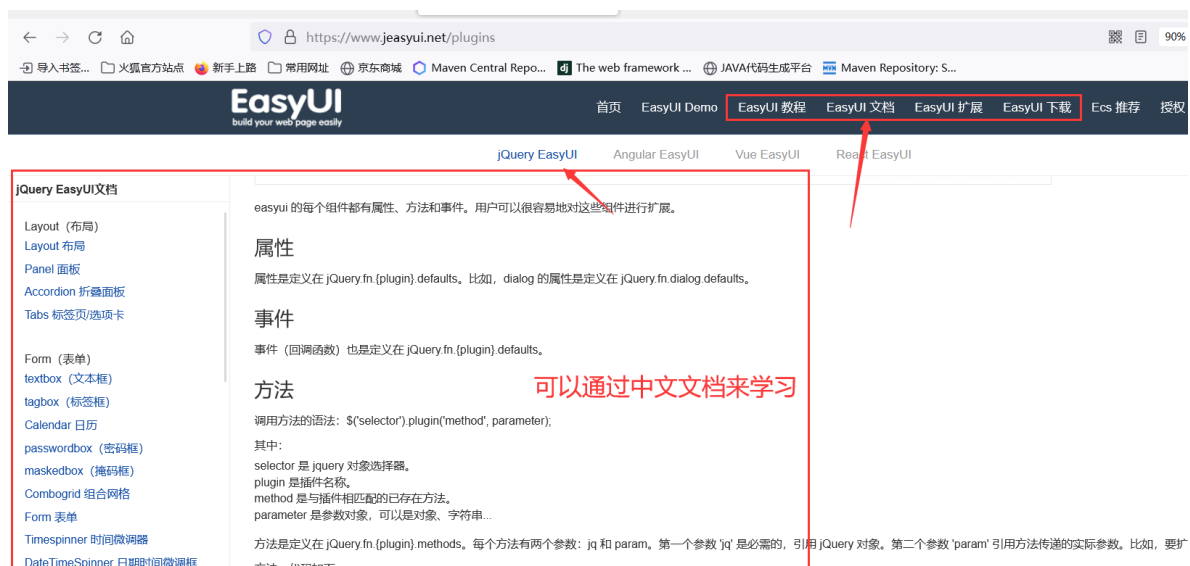 https://www.jeasyui.net/plugins
90%
导入书签... 火狐官方站点 新手上路 常用网址 京东商城 Maven Central Repo... dj The web framework ... JAVA代码生成平台 Maven Repository: S...
EasyUI
build your web page easily
首页 EasyUI Demo EasyUI 教程 EasyUI 文档 EasyUI 扩展 EasyUI 下载 Ecs 推荐 授权
jQuery EasyUI Angular EasyUI Vue EasyUI React EasyUI
jQuery EasyUI文档
Layout（布局）
Layout 布局
Panel 面板
Accordion 折叠面板
Tabs 标签页/选项卡
Form（表单）
textbox（文本框）
tagbox（标签框）
Calendar 日历
passwordbox（密码框）
maskedbox（掩码框）
Combogrid 组合网格
Form 表单
Timespinner 时间微调器
DateTimeSpinner 日期时间微调框
easyui 的每个组件都有属性、方法和事件。用户可以很容易地对这些组件进行扩展。
属性
属性是定义在 jQuery.fn.{plugin}.defaults。比如，dialog 的属性是定义在 jQuery.fn.dialog.defaults。
事件
事件（回调函数）也是定义在 jQuery.fn.{plugin}.defaults。
方法
可以通过中文文档来学习
调用方法的语法：$('selector').plugin('method', parameter);
其中：
selector 是 jquery 对象选择器。
plugin 是插件名称。
method 是与插件相匹配的已存在方法。
parameter 是参数对象，可以是对象、字符串...
方法是定义在 jQuery.fn.{plugin}.methods。每个方法有两个参数：jq 和 param。第一个参数 'jq' 是必需的，引用 jQuery 对象。第二个参数 'param' 引用方法传递的实际参数。比如，要扩